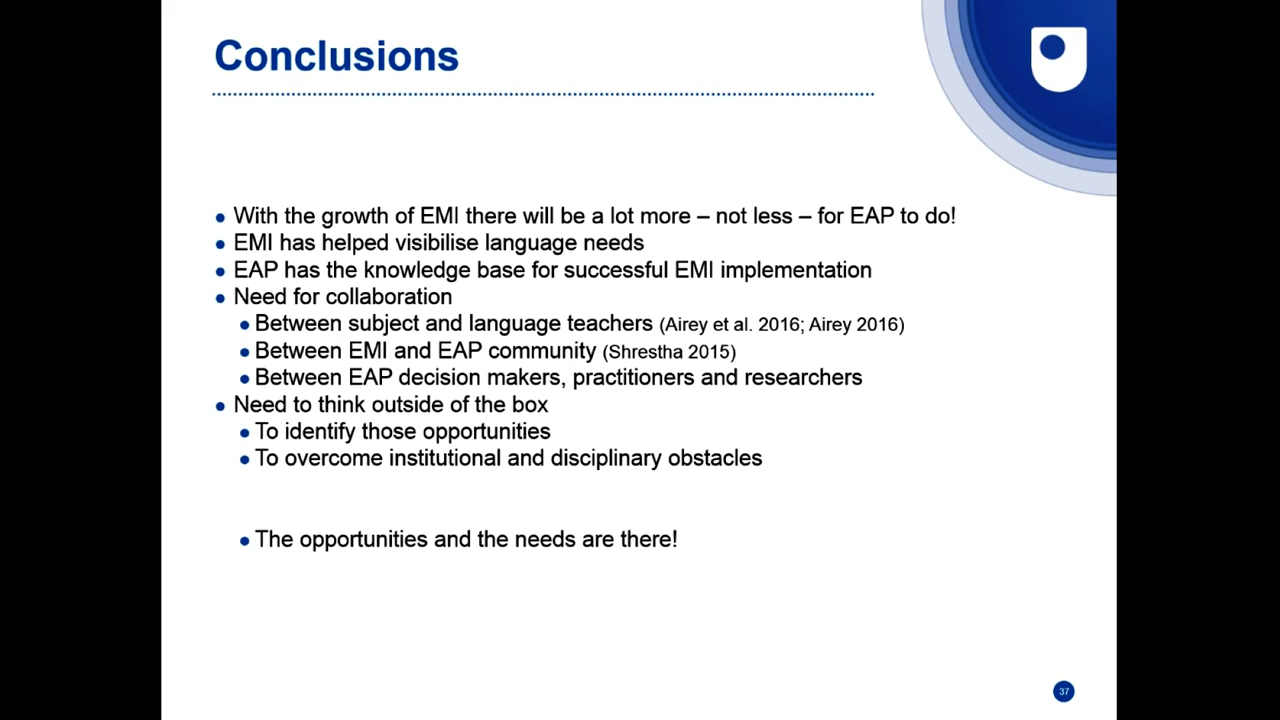 Conclusions
• With the growth of EMI there will be a lot more – not less – for EAP to do!
• EMI has helped visibilise language needs
• EAP has the knowledge base for successful EMI implementation
• Need for collaboration
• Between subject and language teachers (Airey et al. 2016; Airey 2016)
• Between EMI and EAP community (Shrestha 2015)
• Between EAP decision makers, practitioners and researchers
• Need to think outside of the box
• To identify those opportunities
• To overcome institutional and disciplinary obstacles
• The opportunities and the needs are there!
37